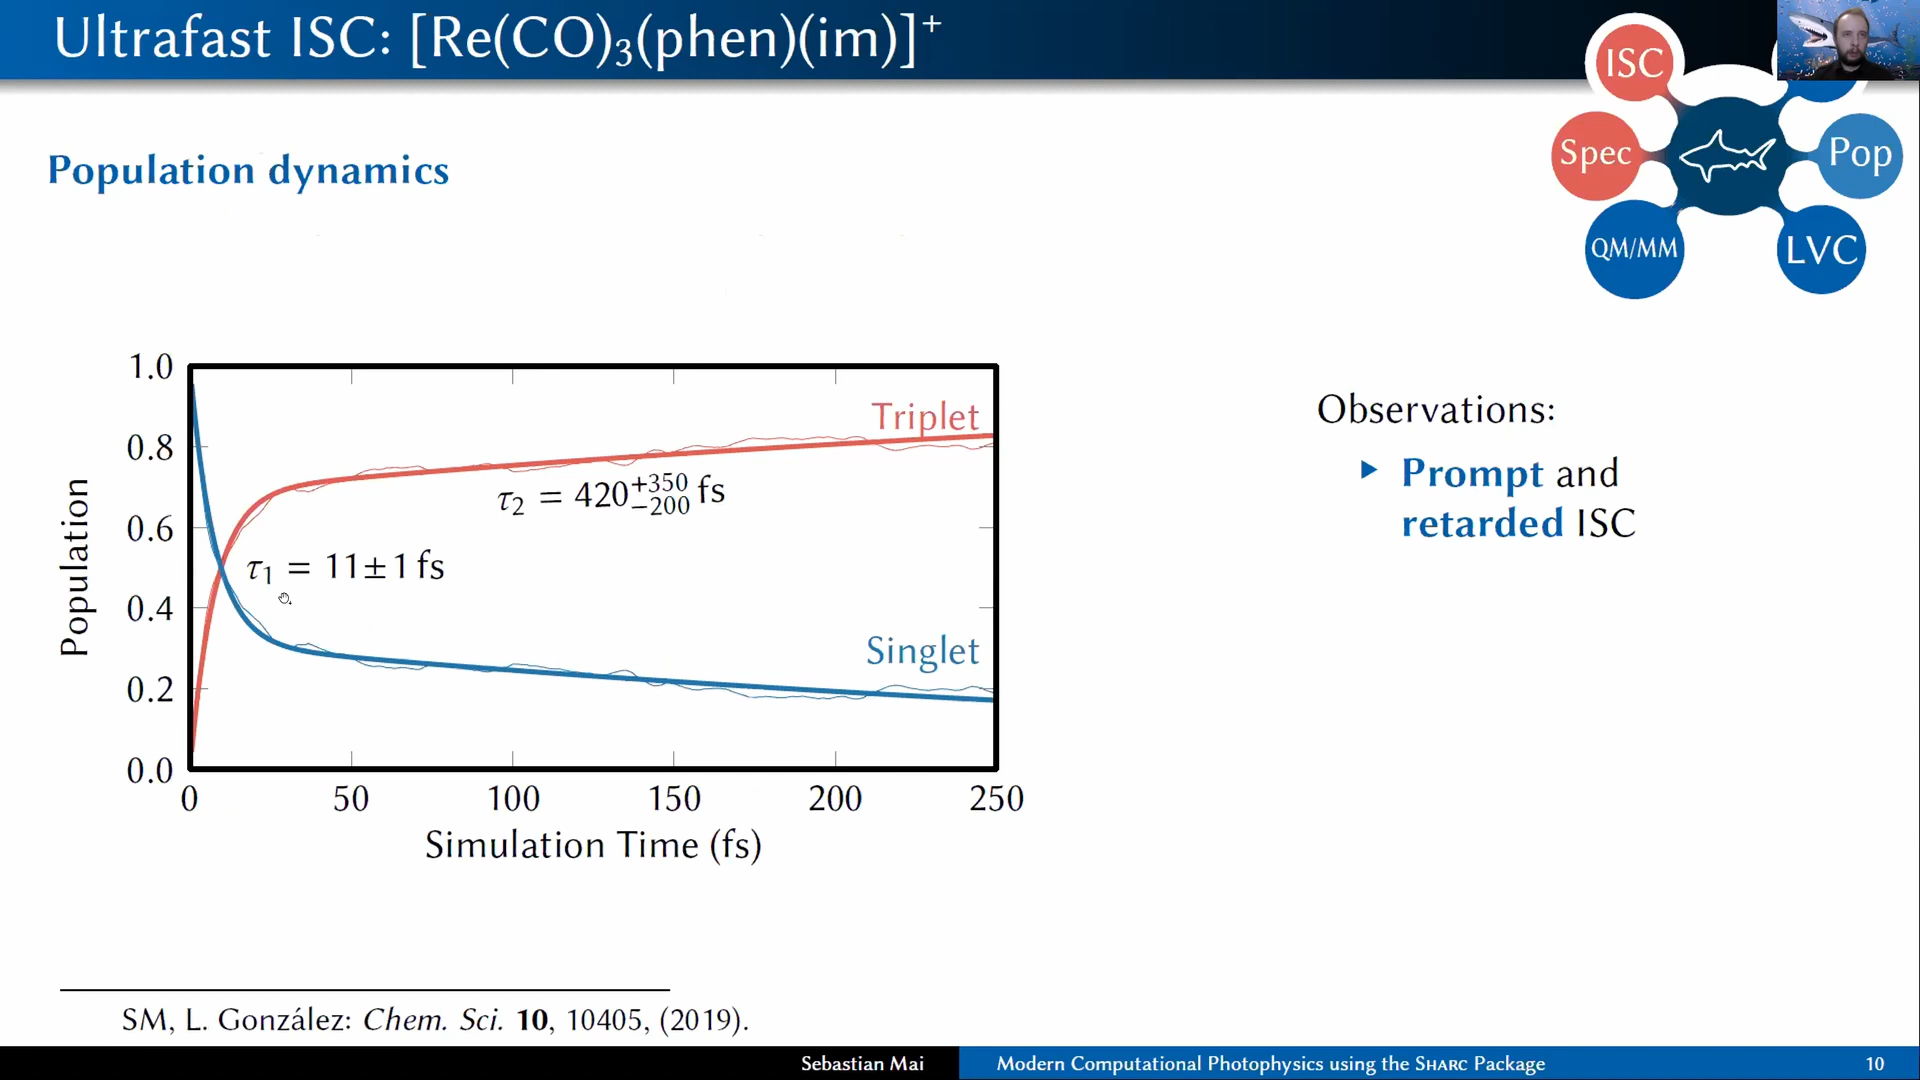 Ultrafast ISC: [Re(CO)₃(phen)(im)]⁺
ISC
Spec
Pop
QM/MM
LVC
Population dynamics
1.0
0.8
0.6
0.4
0.2
0.0
Population
0
50
100
150
200
250
Simulation Time (fs)
Triplet
τ₂ = 420⁺³⁵⁰₋₂₀₀ fs
τ₁ = 11±1 fs
Singlet
Observations:
▶ Prompt and
retarded ISC
SM, L. González: Chem. Sci. 10, 10405, (2019).
Sebastian Mai
Modern Computational Photophysics using the SHARC Package
10